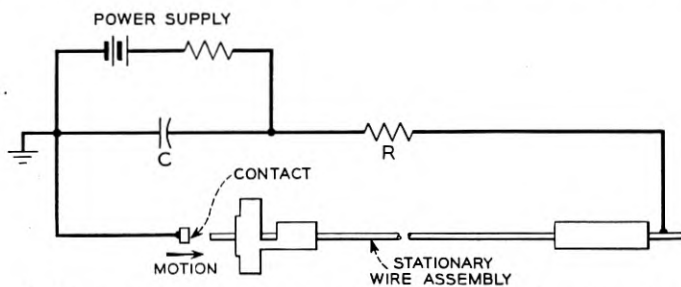 POWER SUPPLY
C
R
CONTACT
MOTION
STATIONARY
WIRE ASSEMBLY